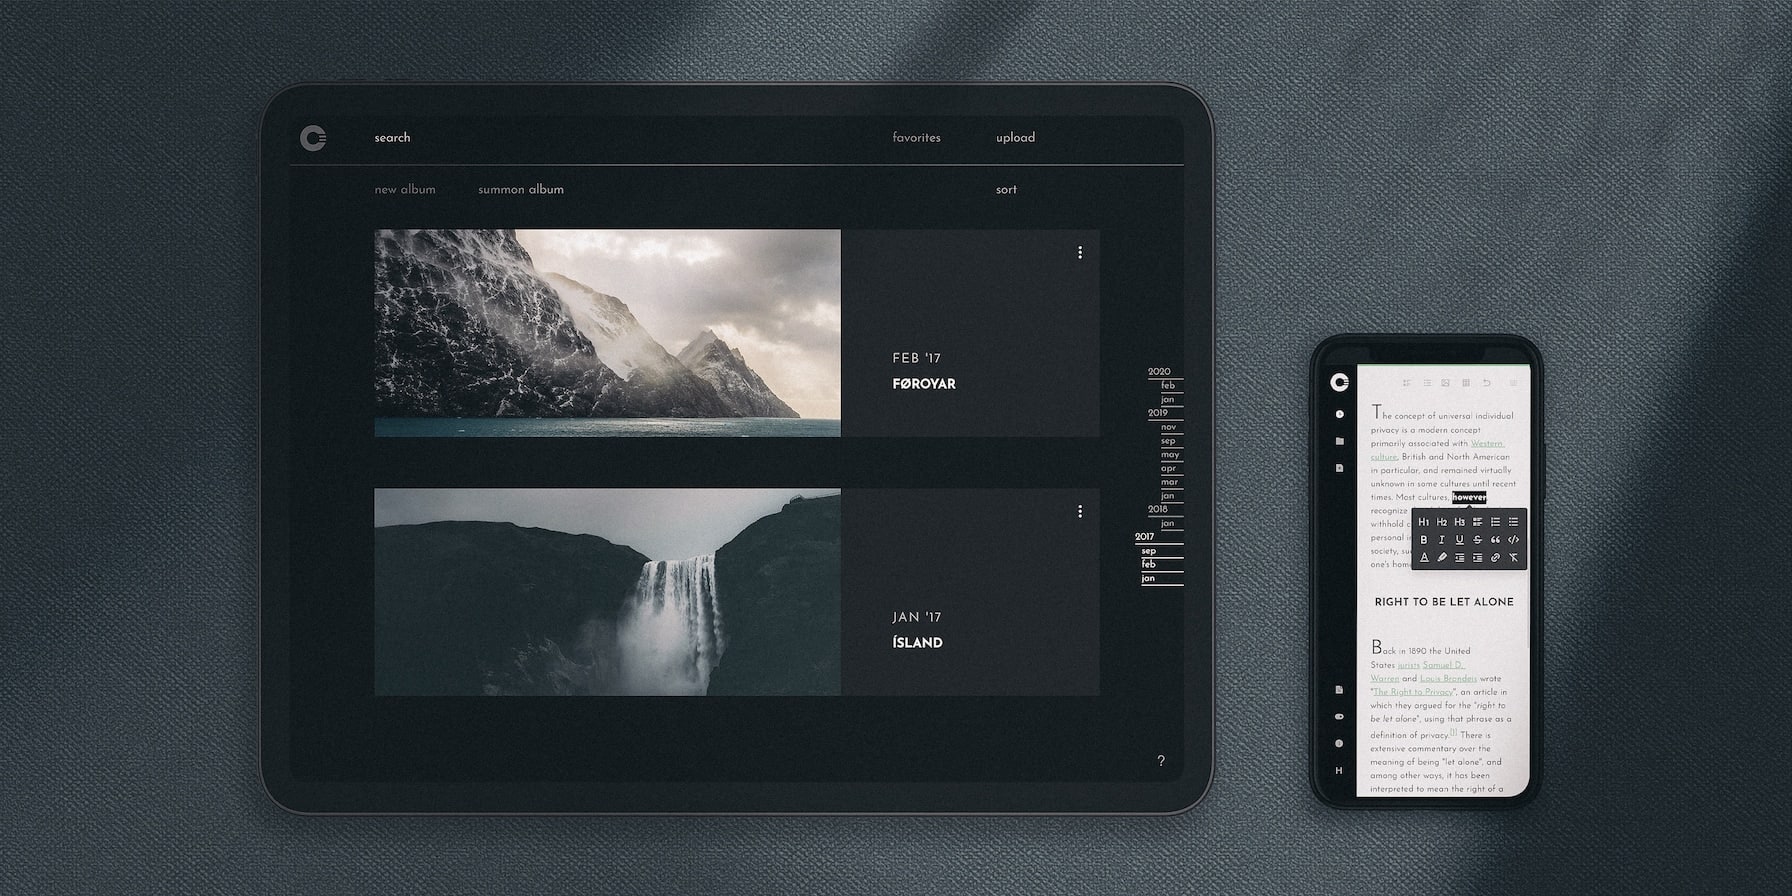 search
favorites
upload
new album
summon album
sort
FEB '17
FØROYAR
JAN '17
ÍSLAND
2020
feb
jan
2019
nov
sep
may
apr
mar
jan
2018
jan
2017
sep
feb
jan
?
The concept of universal individual
privacy is a modern concept
primarily associated with Western
culture, British and North American
in particular, and remained virtually
unknown in some cultures until recent
times. Most cultures, however
recognize
withhold c
personal in
society, su
one's hom
H1 H2 H3
B I U S “ </>
A
RIGHT TO BE LET ALONE
Back in 1890 the United
States jurists Samuel D.
Warren and Louis Brandeis wrote
"The Right to Privacy", an article in
which they argued for the "right to
be let alone", using that phrase as a
definition of privacy.[1] There is
extensive commentary over the
meaning of being "let alone", and
among other ways, it has been
interpreted to mean the right of a
H